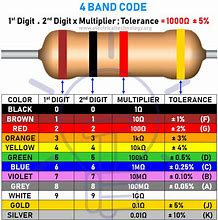 4 BAND CODE
1st Digit . 2nd Digit x Multiplier ; Tolerance = 1000Ω ± 5%
COLOR 1st Digit 2nd Digit MULTIPLIER TOLERANCE
BLACK 0 0 1Ω
BROWN 1 1 10Ω ± 1% (F)
RED 2 2 100Ω ± 2% (G)
ORANGE 3 3 1kΩ
YELLOW 4 4 10kΩ
GREEN 5 5 100kΩ ± 0.5% (D)
BLUE 6 6 1MΩ ± 0.25% (C)
VIOLET 7 7 10MΩ ± 0.10% (B)
GREY 8 8 100MΩ ± 0.05% (A)
WHITE 9 9 1GΩ
GOLD 0.1Ω ± 5% (J)
SILVER 0.01Ω ± 10% (K)